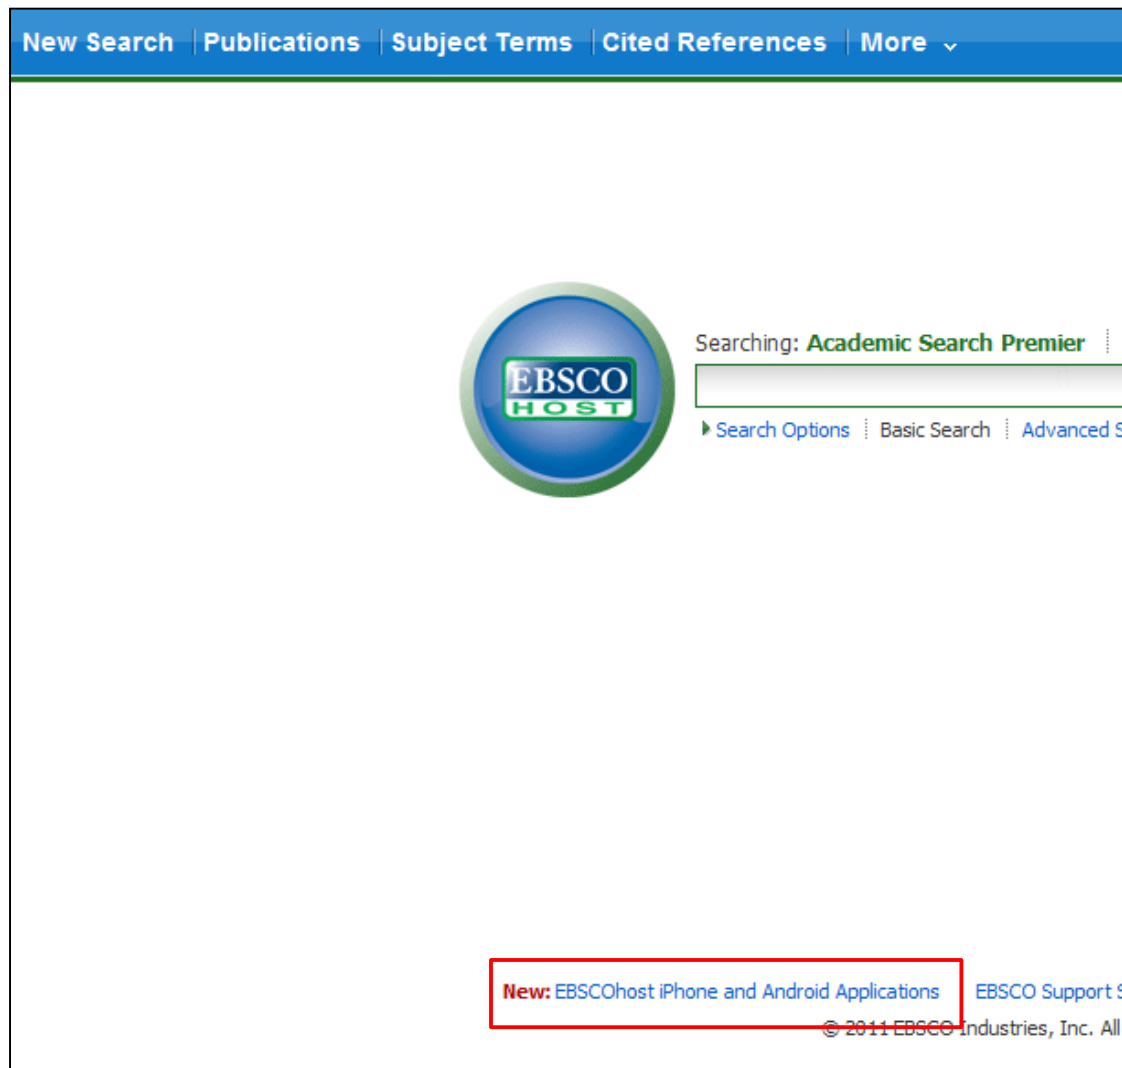 New Search Publications Subject Terms Cited References More
EBSCO
HOST
Searching: Academic Search Premier
Search Options Basic Search Advanced S
New: EBSCOhost iPhone and Android Applications EBSCO Support S
© 2011 EBSCO Industries, Inc. All